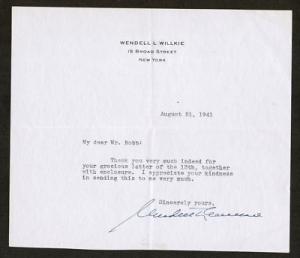 WENDELL L. WILLKIE
15 BROAD STREET
NEW YORK
August 21, 1941
My dear Mr.
Thank you very much indeed for
your gracious letter of the 12th, together
with enclosure. I appreciate your kindness
in sending this to me very much.
Sincerely yours,